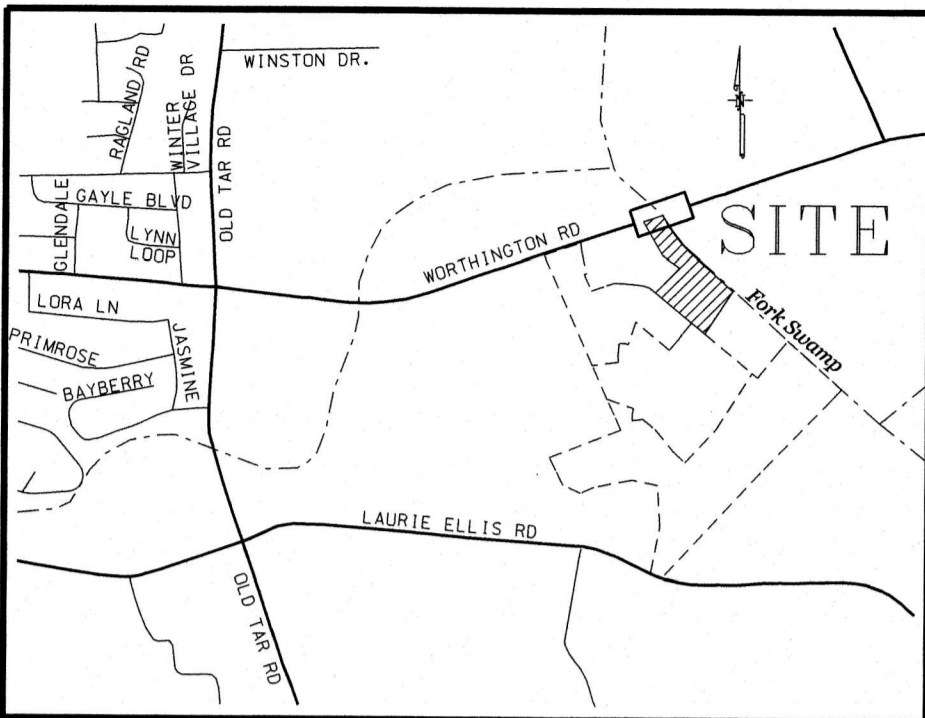 WINSTON DR.
RAGLAND RD
WINTER
VILLAGE DR
OLD TAR RD
N
GLENDALE
GAYLE BLVD
LYNN
LOOP
WORTHINGTON RD
SITE
LORA LN
PRIMROSE
JASMINE
BAYBERRY
Fork Swamp
LAURIE ELLIS RD
OLD TAR RD